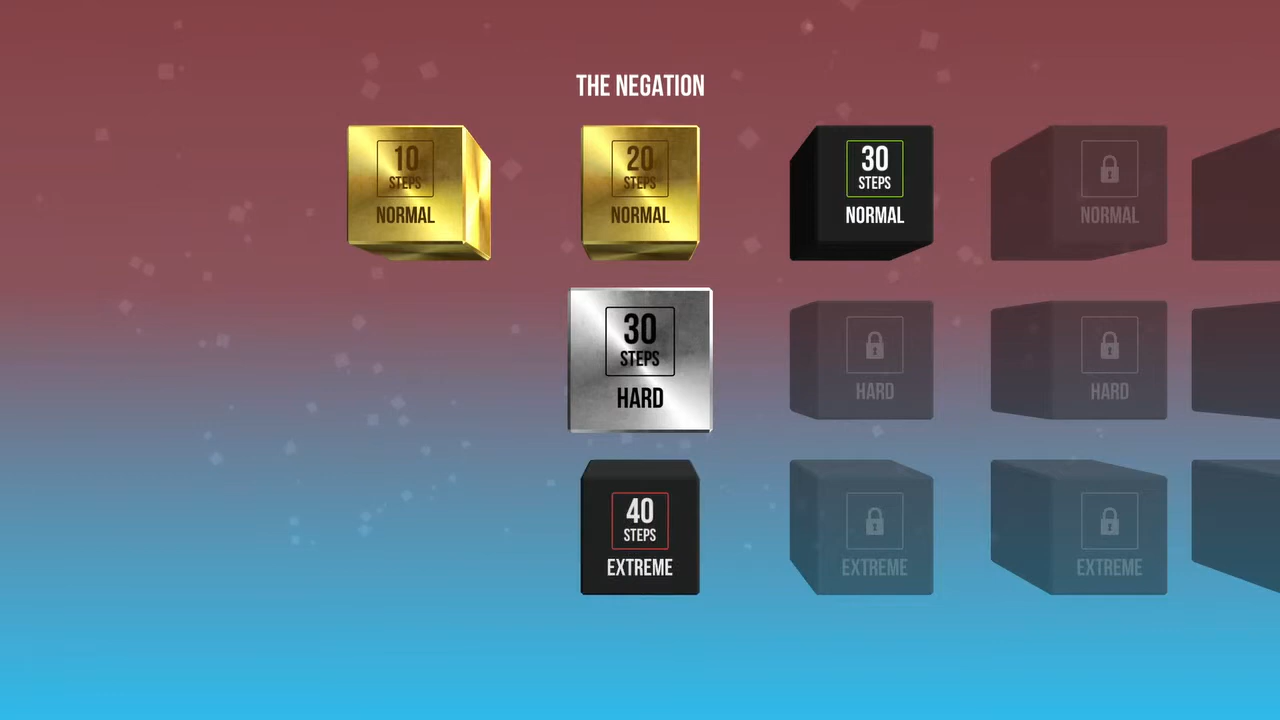 THE NEGATION
10
STEPS
NORMAL
20
STEPS
NORMAL
30
STEPS
NORMAL
NORMAL
30
STEPS
HARD
HARD
HARD
40
STEPS
EXTREME
EXTREME
EXTREME